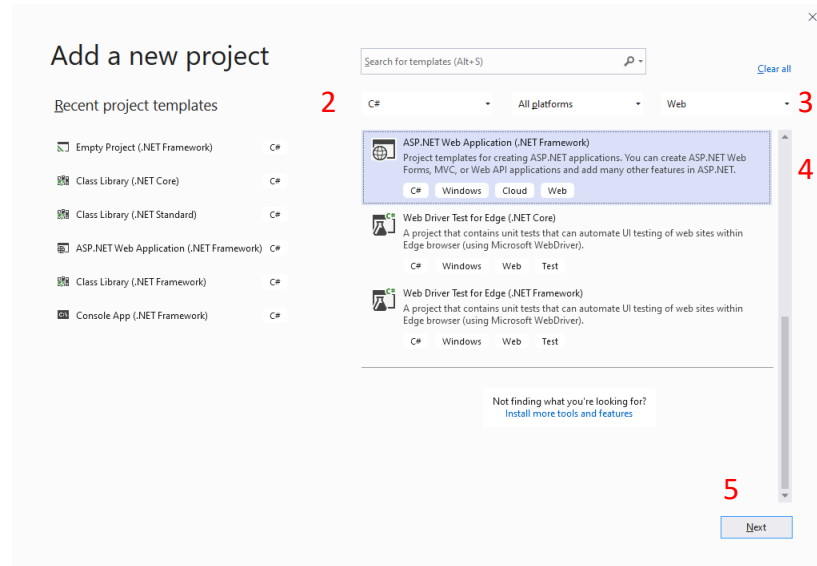 Add a new project
Search for templates (Alt+S)
Clear all
Recent project templates
2
C#
All platforms
Web
3
Empty Project (.NET Framework) C#
Class Library (.NET Core) C#
Class Library (.NET Standard) C#
ASP.NET Web Application (.NET Framework) C#
Class Library (.NET Framework) C#
Console App (.NET Framework) C#
ASP.NET Web Application (.NET Framework)
Project templates for creating ASP.NET applications. You can create ASP.NET Web
Forms, MVC, or Web API applications and add many other features in ASP.NET.
C# Windows Cloud Web
4
Web Driver Test for Edge (.NET Core)
A project that contains unit tests that can automate UI testing of web sites within
Edge browser (using Microsoft WebDriver).
C# Windows Web Test
Web Driver Test for Edge (.NET Framework)
A project that contains unit tests that can automate UI testing of web sites within
Edge browser (using Microsoft WebDriver).
C# Windows Web Test
Not finding what you're looking for?
Install more tools and features
5
Next